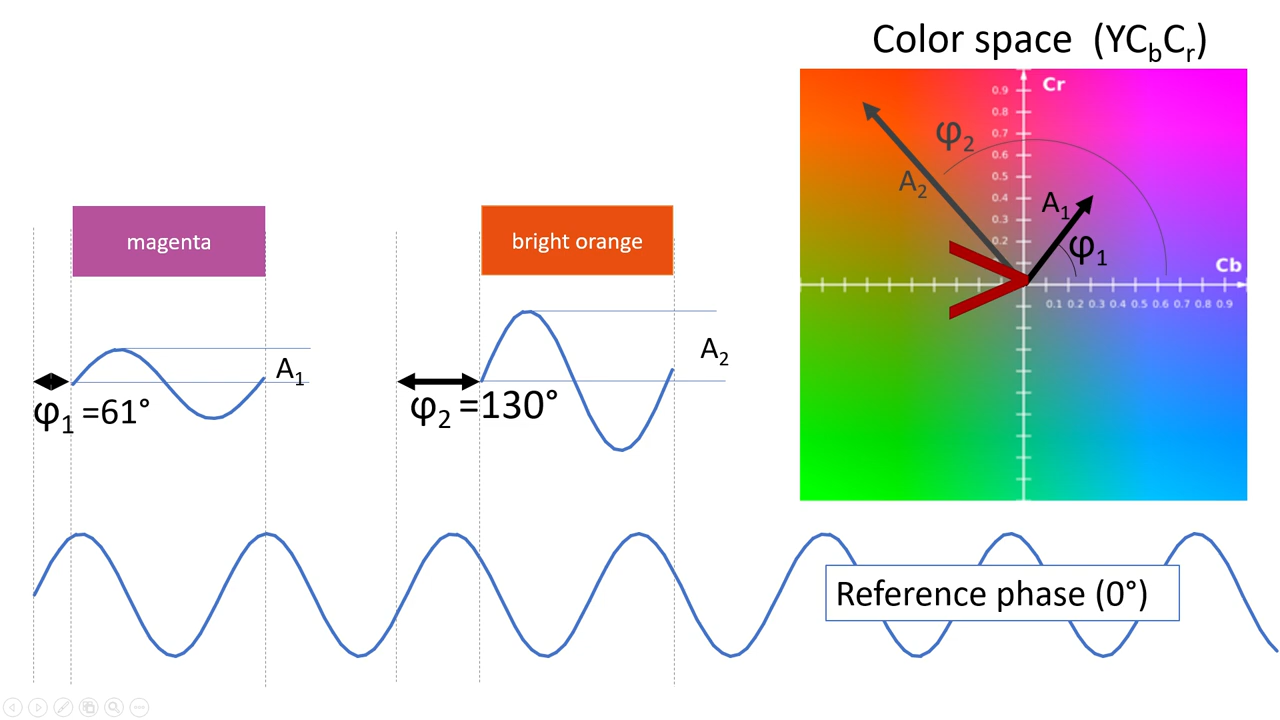 Color space (YCbCr)
Cr
0.9
0.8
0.7
0.6
0.5
0.4
0.3
0.2
φ2
A2
A1
φ1
Cb
0.1 0.2 0.3 0.4 0.5 0.6 0.7 0.8 0.9
magenta
bright orange
A1
φ1 =61°
A2
φ2 =130°
Reference phase (0°)